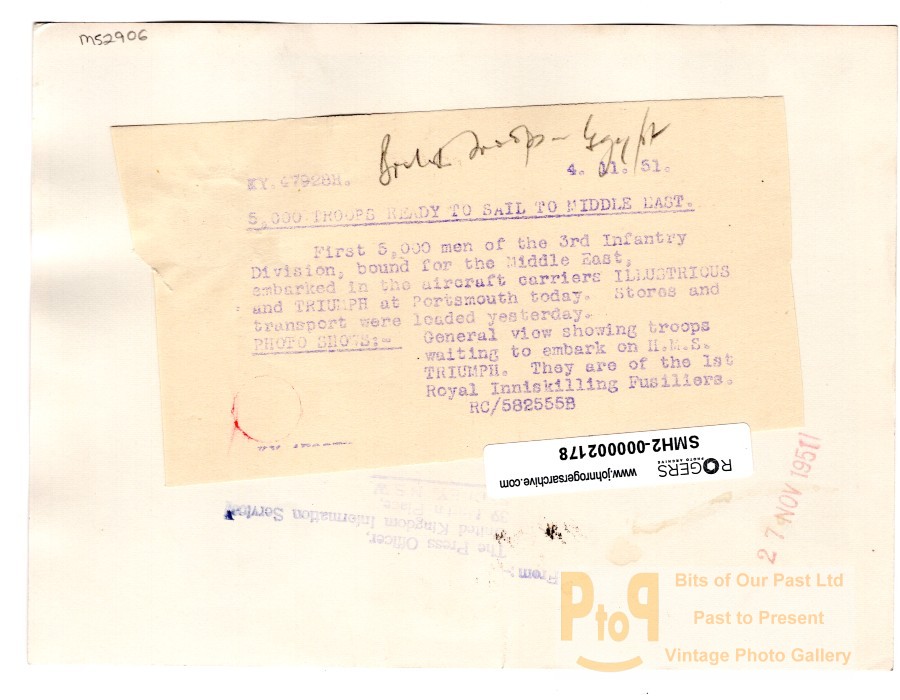 M52906
British Troops - Egypt
KY.47928H.
4. 11. 51.
5,000 TROOPS READY TO SAIL TO MIDDLE EAST.
First 5,000 men of the 3rd Infantry
Division, bound for the Middle East,
embarked in the aircraft carriers ILLUSTRIOUS
and TRIUMPH at Portsmouth today. Stores and
transport were loaded yesterday.
PHOTO SHOWS:- General view showing troops
waiting to embark on H.M.S.
TRIUMPH. They are of the 1st
Royal Inniskilling Fusiliers.
RC/582555B
ROGERS
PHOTO ARCHIVE
www.johnrogersarchive.com
SMH2-000002178
27 NOV 1951
From:-
The Press Officer,
United Kingdom Information Service
PtoP
Bits of Our Past Ltd
Past to Present
Vintage Photo Gallery